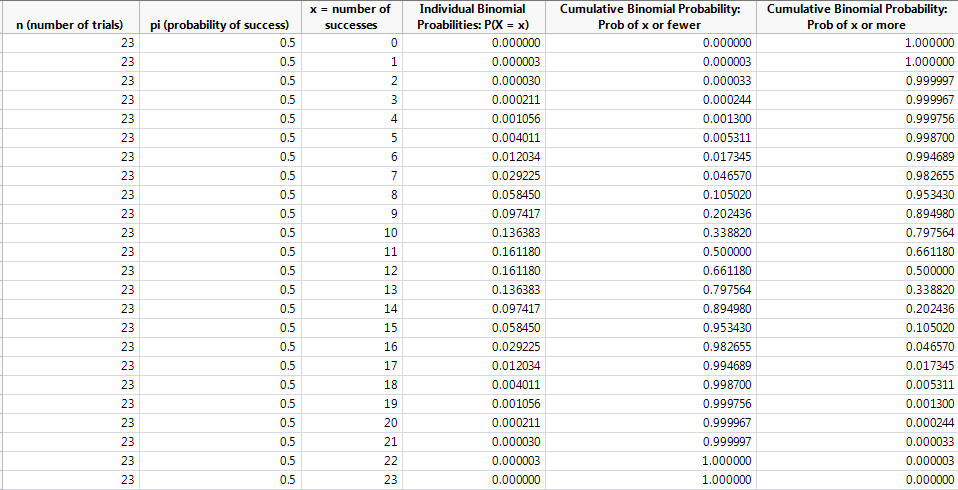 n (number of trials) pi (probability of success) x = number of successes Individual Binomial Proabilities: P(X = x) Cumulative Binomial Probability: Prob of x or fewer Cumulative Binomial Probability: Prob of x or more
23 0.5 0 0.000000 0.000000 1.000000
23 0.5 1 0.000003 0.000003 1.000000
23 0.5 2 0.000030 0.000033 0.999997
23 0.5 3 0.000211 0.000244 0.999967
23 0.5 4 0.001056 0.001300 0.999756
23 0.5 5 0.004011 0.005311 0.998700
23 0.5 6 0.012034 0.017345 0.994689
23 0.5 7 0.029225 0.046570 0.982655
23 0.5 8 0.058450 0.105020 0.953430
23 0.5 9 0.097417 0.202436 0.894980
23 0.5 10 0.136383 0.338820 0.797564
23 0.5 11 0.161180 0.500000 0.661180
23 0.5 12 0.161180 0.661180 0.500000
23 0.5 13 0.136383 0.797564 0.338820
23 0.5 14 0.097417 0.894980 0.202436
23 0.5 15 0.058450 0.953430 0.105020
23 0.5 16 0.029225 0.982655 0.046570
23 0.5 17 0.012034 0.994689 0.017345
23 0.5 18 0.004011 0.998700 0.005311
23 0.5 19 0.001056 0.999756 0.001300
23 0.5 20 0.000211 0.999967 0.000244
23 0.5 21 0.000030 0.999997 0.000033
23 0.5 22 0.000003 1.000000 0.000003
23 0.5 23 0.000000 1.000000 0.000000